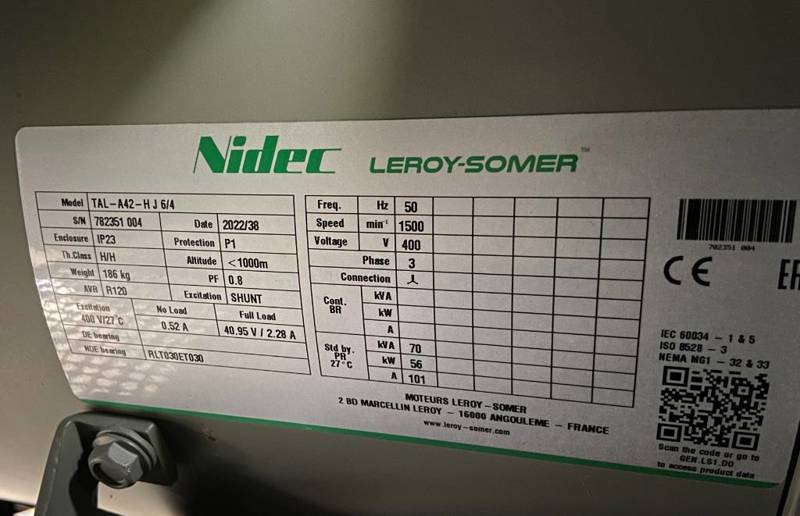 Nidec LEROY-SOMER™
Model TAL-A42-H J 6/4
S/N 782351 004 Date 2022/38
Enclosure IP23 Protection P1
Th.Class H/H Altitude <1000m
Weight 186 kg PF 0.8
AVR R120 Excitation SHUNT
Excitation No Load Full Load
400 V/27°C 0.52 A 40.95 V / 2.28 A
DE bearing
NDE bearing RLT030ET030
Freq. Hz 50
Speed min⁻¹ 1500
Voltage V 400
Phase 3
Connection
Cont. BR kVA
kW
A
Std by. PR 27°C kVA 70
kW 56
A 101
MOTEURS LEROY-SOMER
2 BD MARCELLIN LEROY - 16000 ANGOULEME - FRANCE
www.leroy-somer.com
782351 004
CE
IEC 60034 - 1 & 5
ISO 8528 - 3
NEMA MG1 - 32 & 33
Scan the code or go to
GEN.LS1.DO
to access product data